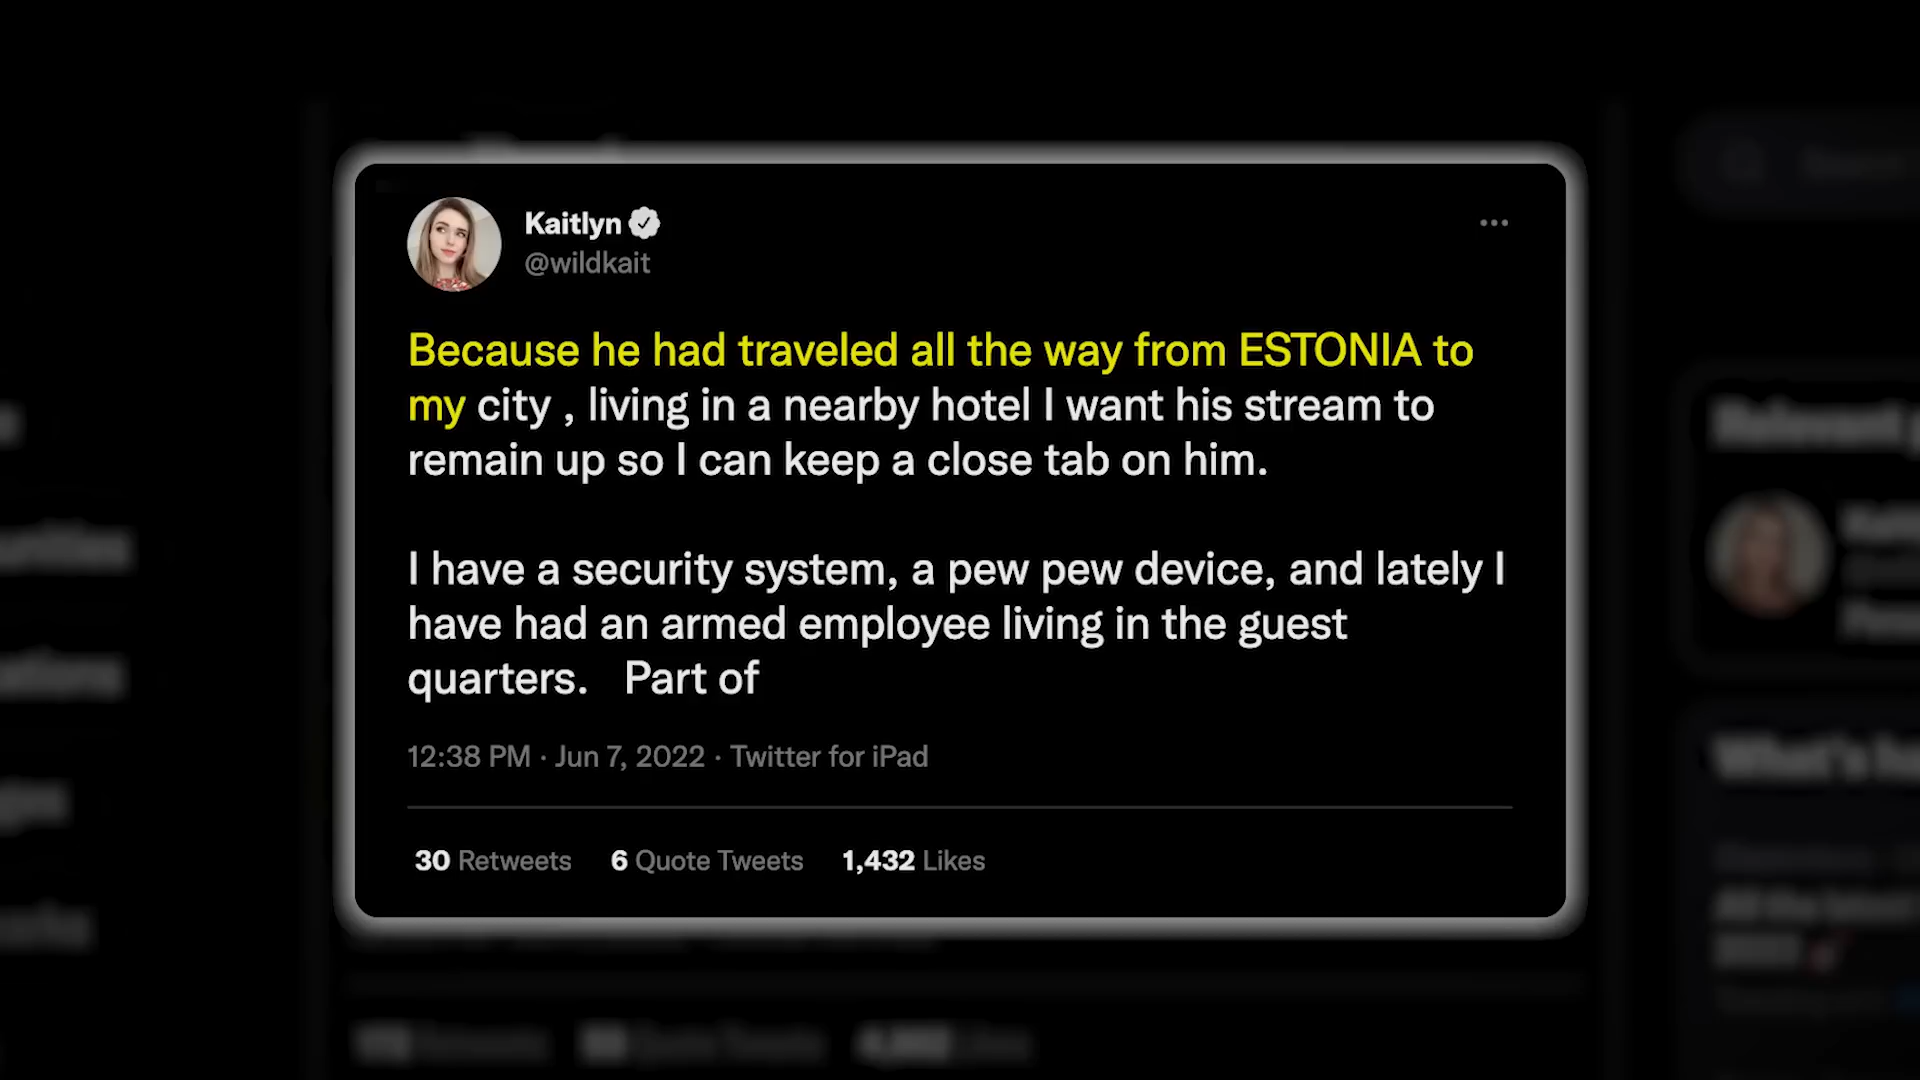 Kaitlyn
@wildkait
Because he had traveled all the way from ESTONIA to
my city , living in a nearby hotel I want his stream to
remain up so I can keep a close tab on him.
I have a security system, a pew pew device, and lately I
have had an armed employee living in the guest
quarters. Part of
12:38 PM · Jun 7, 2022 · Twitter for iPad
30 Retweets 6 Quote Tweets 1,432 Likes
What's ha